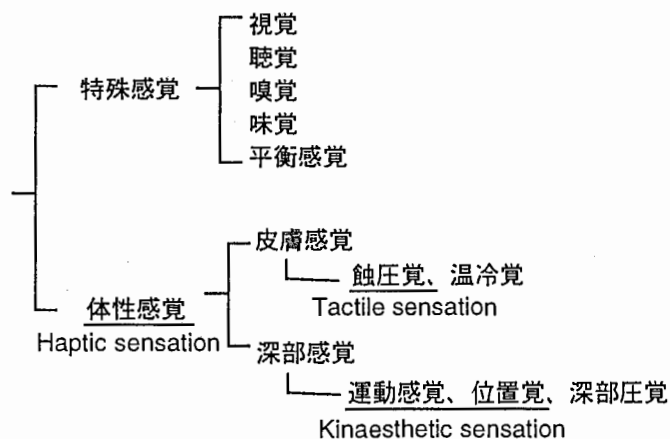 特殊感覚
視覚
聴覚
嗅覚
味覚
平衡感覚
体性感覚
Haptic sensation
皮膚感覚
蝕圧覚、温冷覚
Tactile sensation
深部感覚
運動感覚、位置覚、深部圧覚
Kinaesthetic sensation